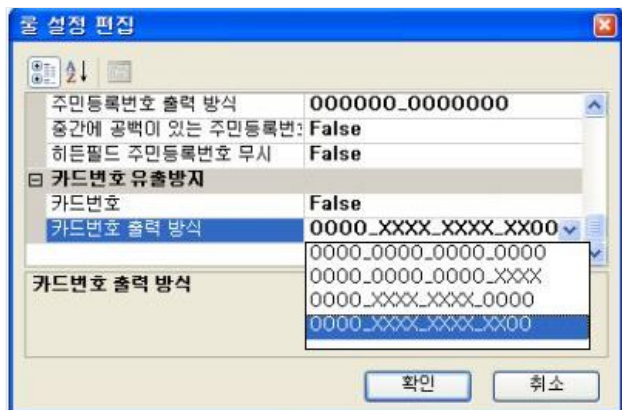 룰 설정 편집
주민등록번호 출력 방식 000000_0000000
중간에 공백이 있는 주민등록번호 False
히든필드 주민등록번호 무시 False
카드번호 유출방지
카드번호 False
카드번호 출력 방식 0000_XXXX_XXXX_XX00
0000_0000_0000_0000
0000_0000_0000_XXXX
0000_XXXX_XXXX_0000
0000_XXXX_XXXX_XX00
카드번호 출력 방식
확인 취소